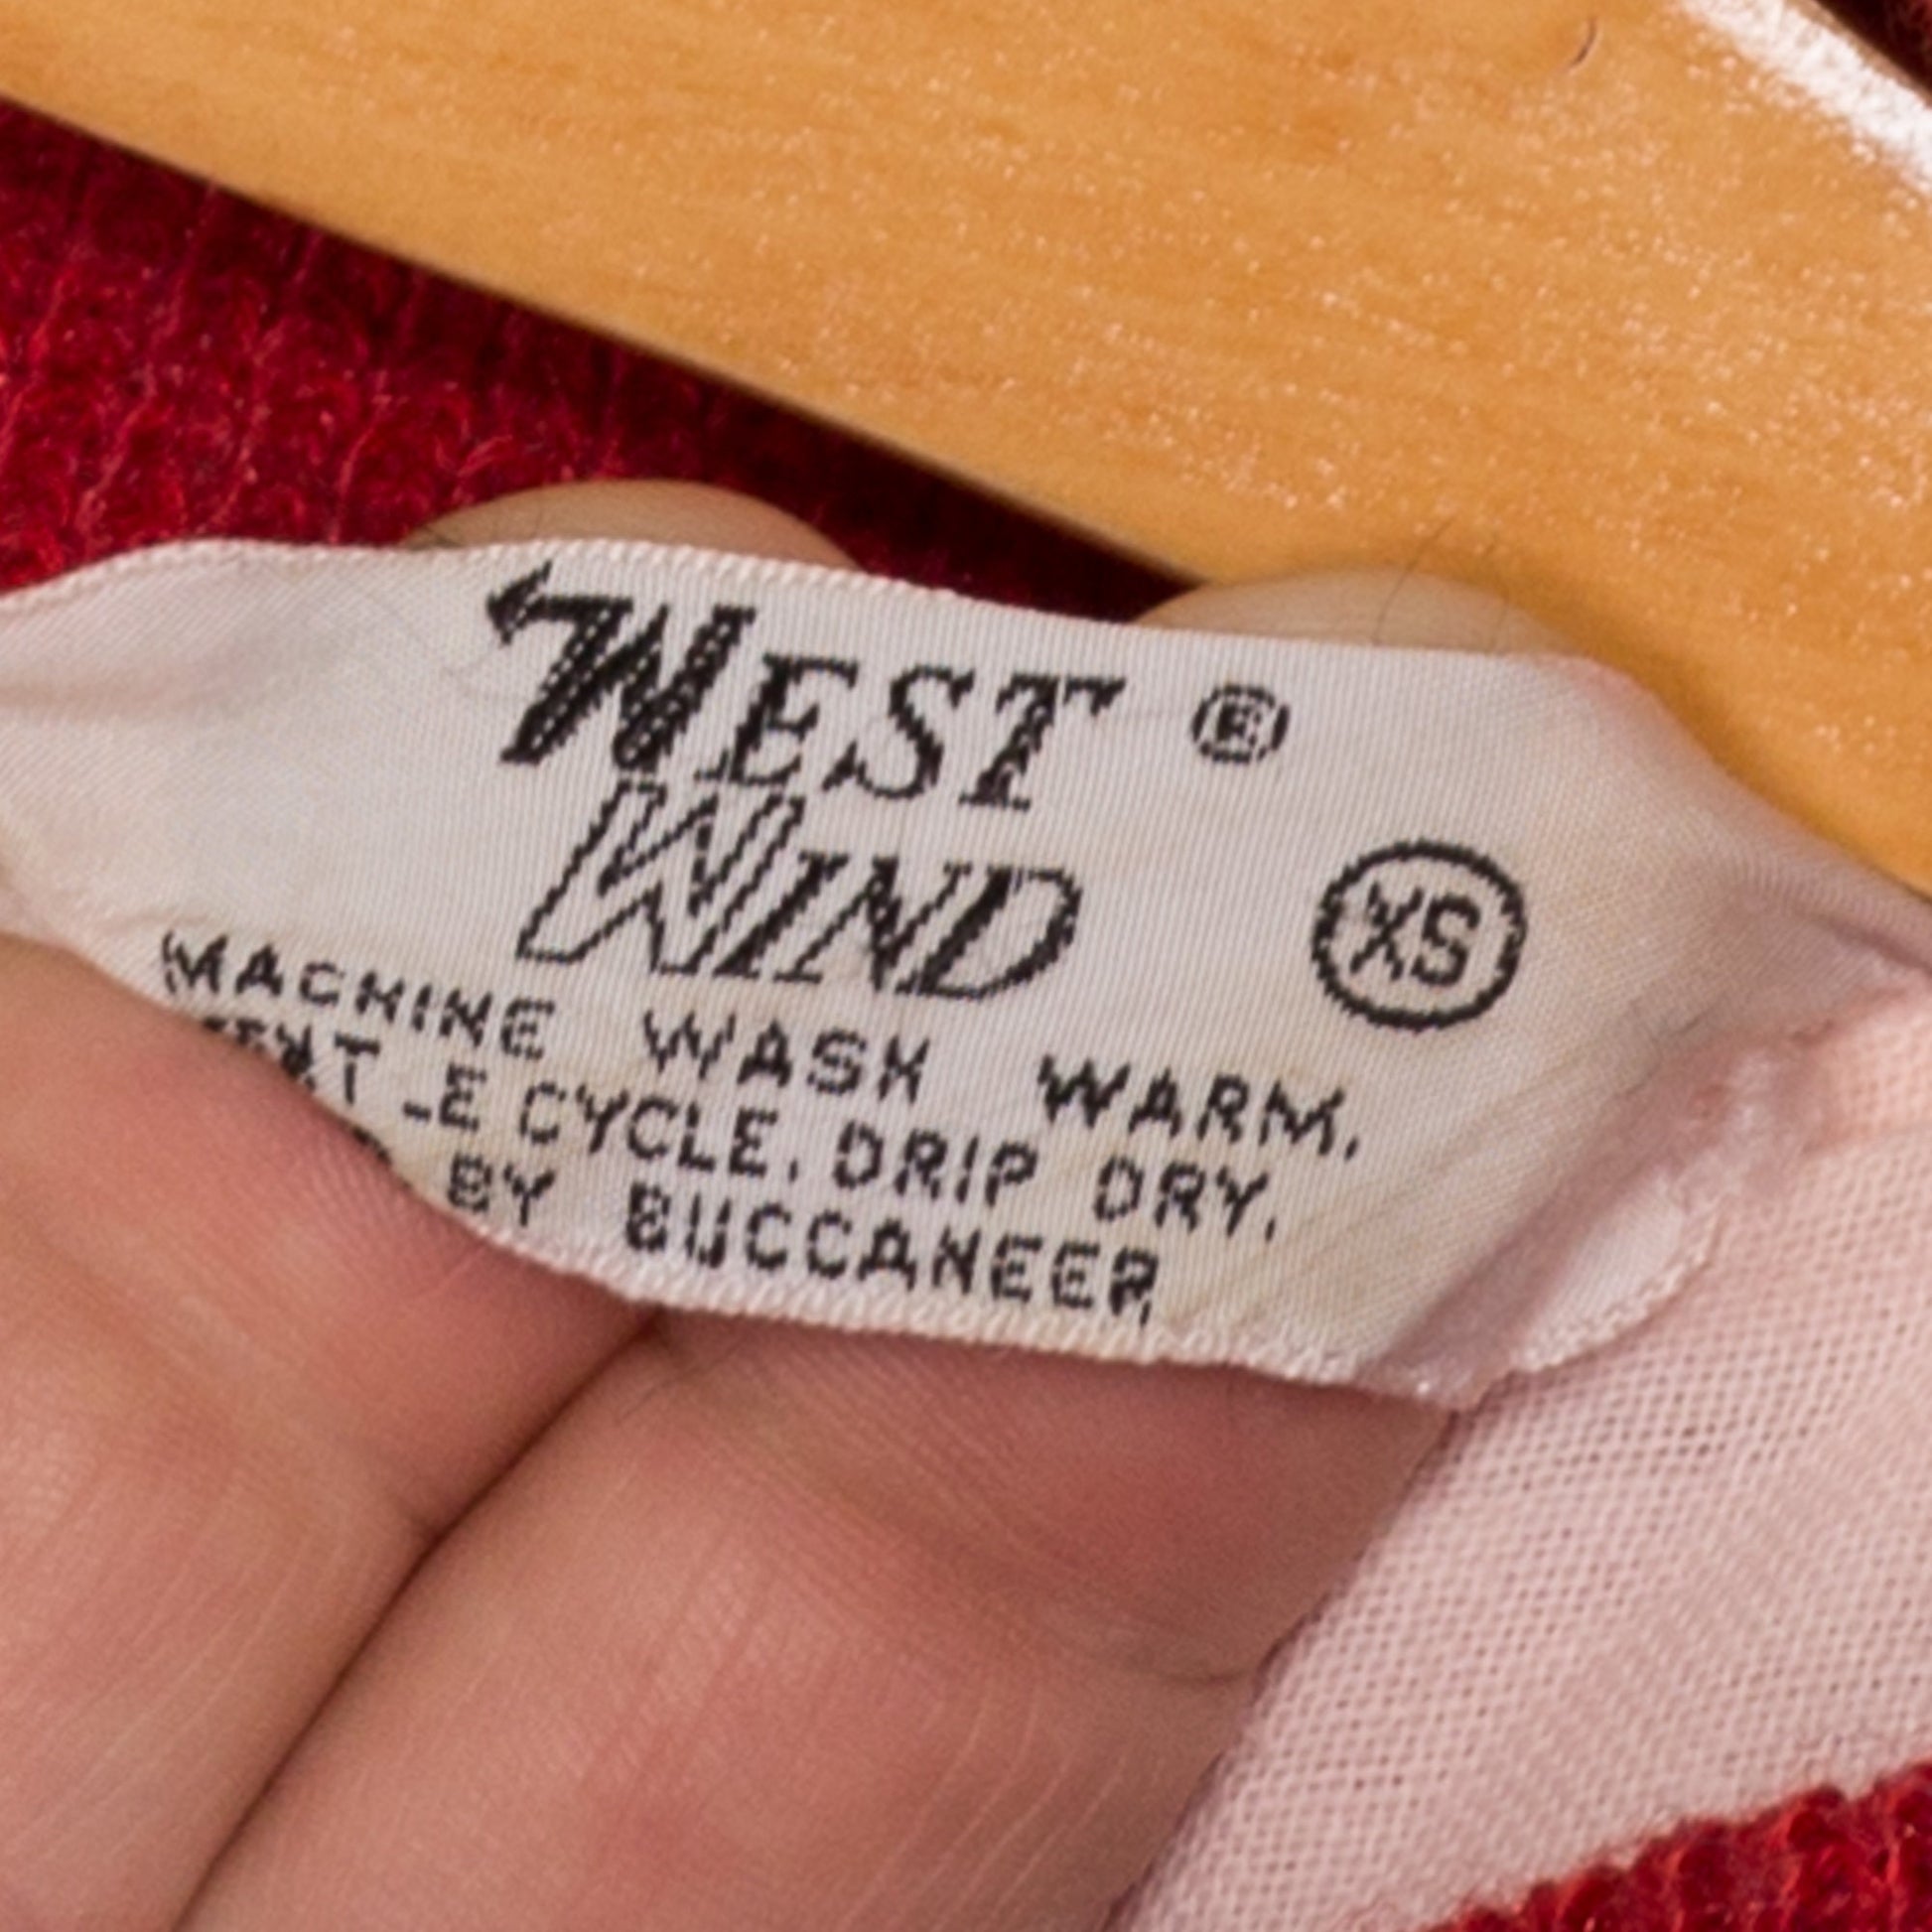 WEST ®
WIND
XS
MACHINE WASH WARM.
CYCLE. DRIP DRY.
BY BUCCANEER